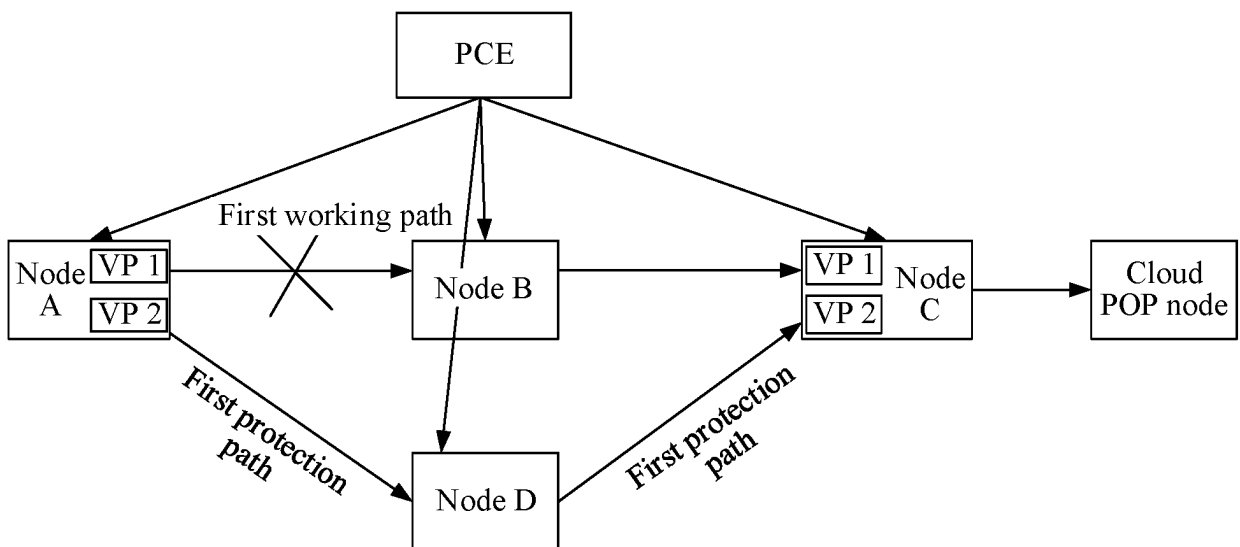 PCE
First working path
Node
A
VP 1
VP 2
Node B
VP 1
VP 2
Node
C
Cloud
POP node
First protection
path
First protection
path
Node D